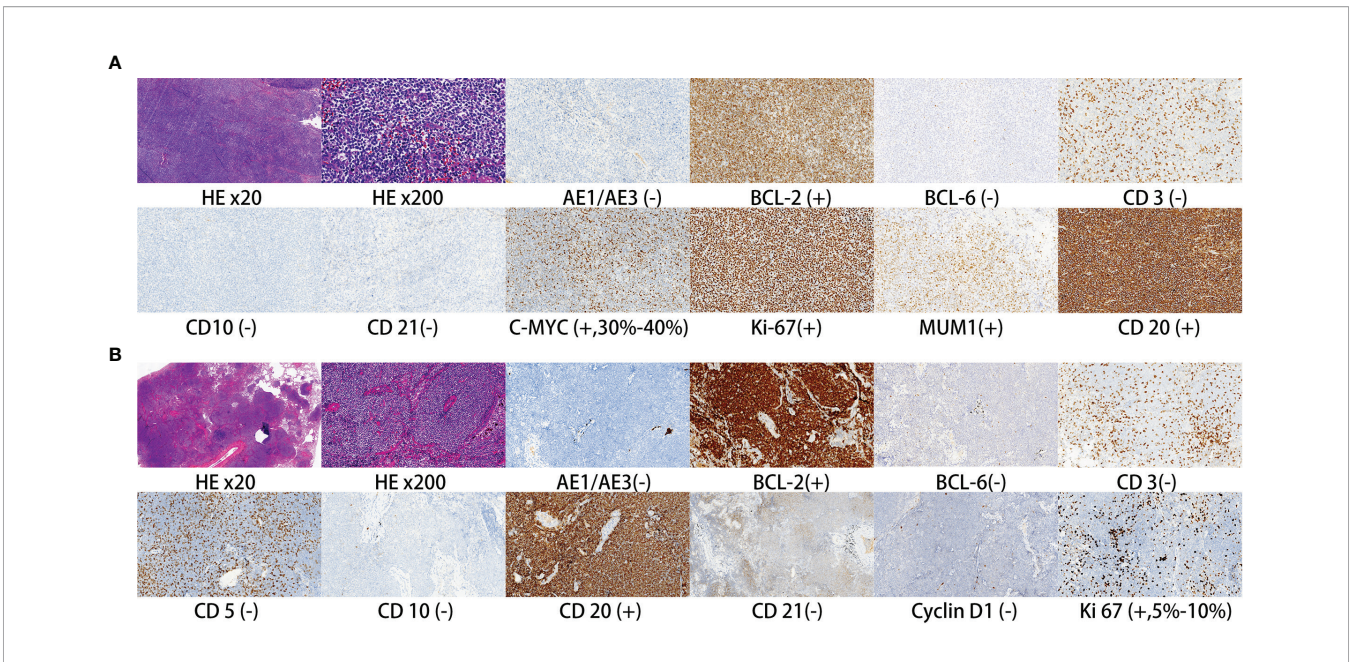 A
HE x20 HE x200 AE1/AE3 (-) BCL-2 (+) BCL-6 (-) CD 3 (-)
CD10 (-) CD 21(-) C-MYC (+,30%-40%) Ki-67(+) MUM1(+) CD 20 (+)
B
HE x20 HE x200 AE1/AE3(-) BCL-2(+) BCL-6(-) CD 3(-)
CD 5 (-) CD 10 (-) CD 20 (+) CD 21(-) Cyclin D1 (-) Ki 67 (+,5%-10%)